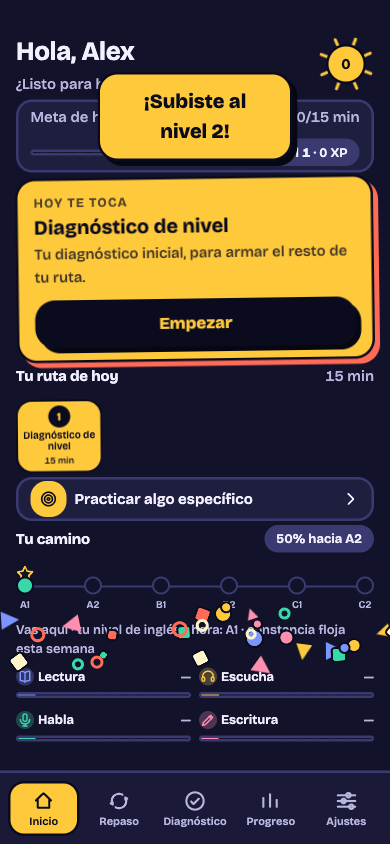 Hola, Alex
0
¿Listo para
¡Subiste al
nivel 2!
Meta de
0/15 min
1 · 0 XP
HOY TE TOCA
Diagnóstico de nivel
Tu diagnóstico inicial, para armar el resto de
tu ruta.
Empezar
Tu ruta de hoy
15 min
1
Diagnóstico de
nivel
15 min
Practicar algo específico
Tu camino
50% hacia A2
A1
A2
B1
C1
C2
Vas aquí · tu nivel de inglés hora: A1 · constancia floja
esta semana
Lectura –
Escucha –
Habla –
Escritura –
Inicio
Repaso
Diagnóstico
Progreso
Ajustes